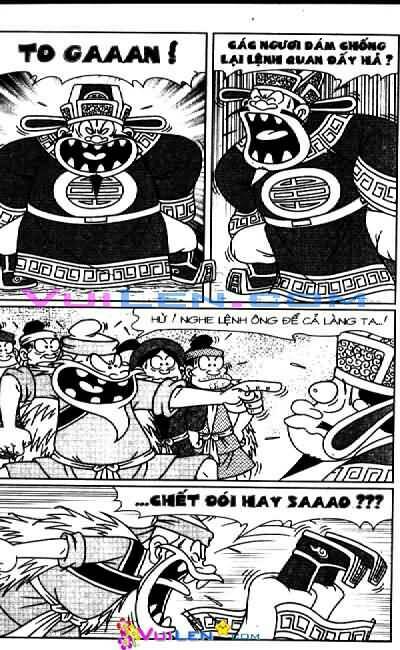 TO GAAAN !
CÁC NGƯƠI DÁM CHỐNG
LẠI LỆNH QUAN ĐẤY HẢ ?
VUILEN.COM
HỪ ! NGHE LỆNH ÔNG ĐỂ CẢ LÀNG TA...!
...CHẾT ĐÓI HAY SAAAO ???
VUILEN.COM